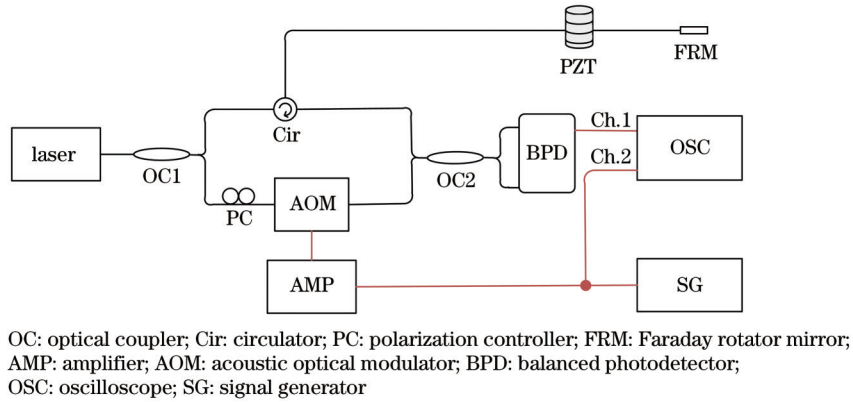 PZT
FRM
Cir
Ch.1
laser
OC1
BPD
OSC
Ch.2
OC2
PC
AOM
AMP
SG
OC: optical coupler; Cir: circulator; PC: polarization controller; FRM: Faraday rotator mirror;
AMP: amplifier; AOM: acoustic optical modulator; BPD: balanced photodetector;
OSC: oscilloscope; SG: signal generator